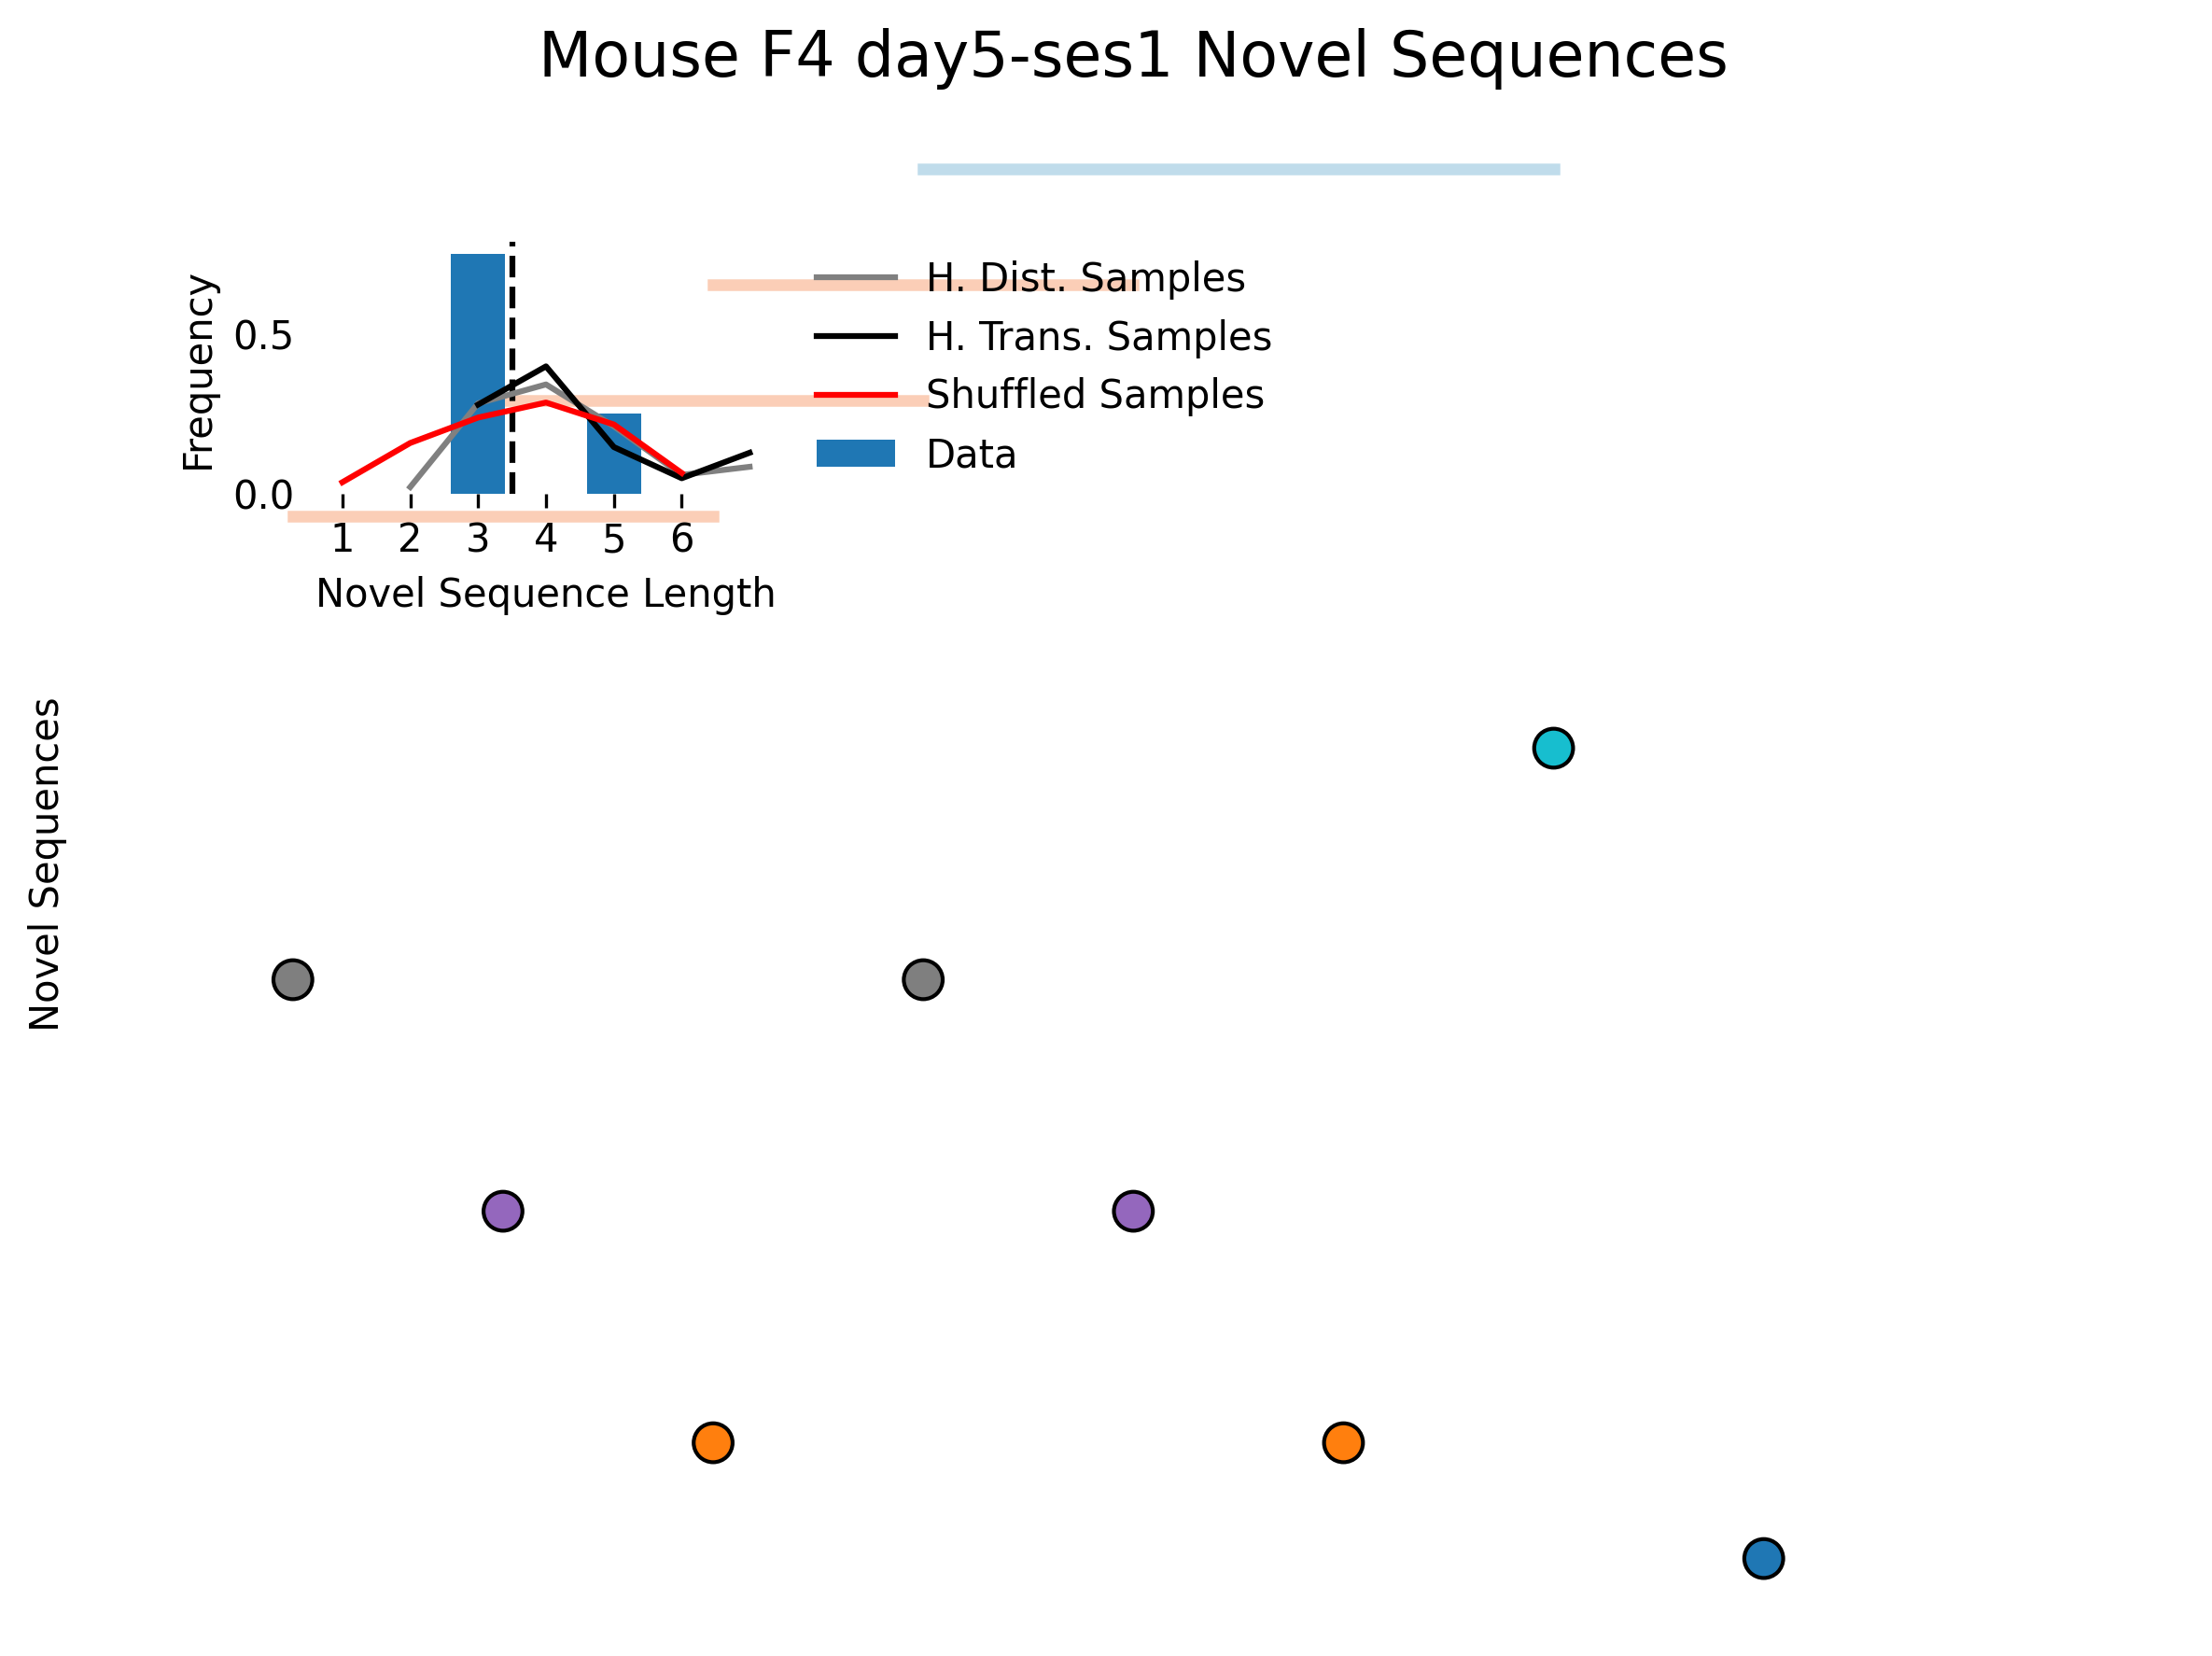 Mouse F4 day5-ses1 Novel Sequences
Frequency
0.5
0.0
1 2 3 4 5 6
Novel Sequence Length
H. Dist. Samples
H. Trans. Samples
Shuffled Samples
Data
Novel Sequences